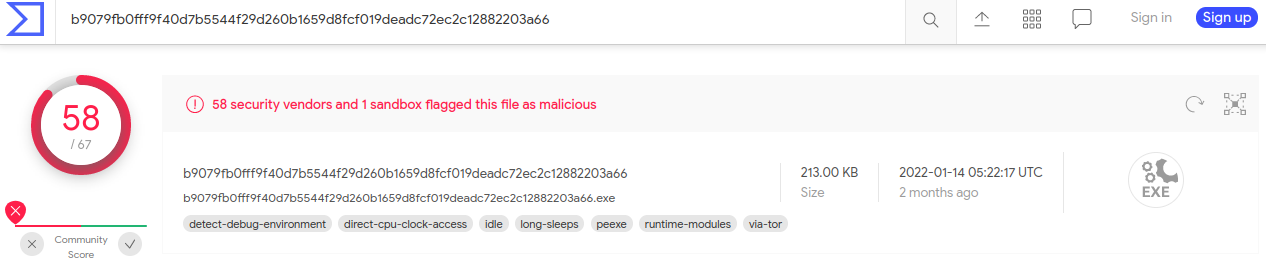 b9079fb0fff9f40d7b5544f29d260b1659d8fcf019deadc72ec2c12882203a66
Sign in
Sign up
58
/ 67
58 security vendors and 1 sandbox flagged this file as malicious
b9079fb0fff9f40d7b5544f29d260b1659d8fcf019deadc72ec2c12882203a66
b9079fb0fff9f40d7b5544f29d260b1659d8fcf019deadc72ec2c12882203a66.exe
detect-debug-environment direct-cpu-clock-access idle long-sleeps peexe runtime-modules via-tor
213.00 KB
Size
2022-01-14 05:22:17 UTC
2 months ago
EXE
Community
Score